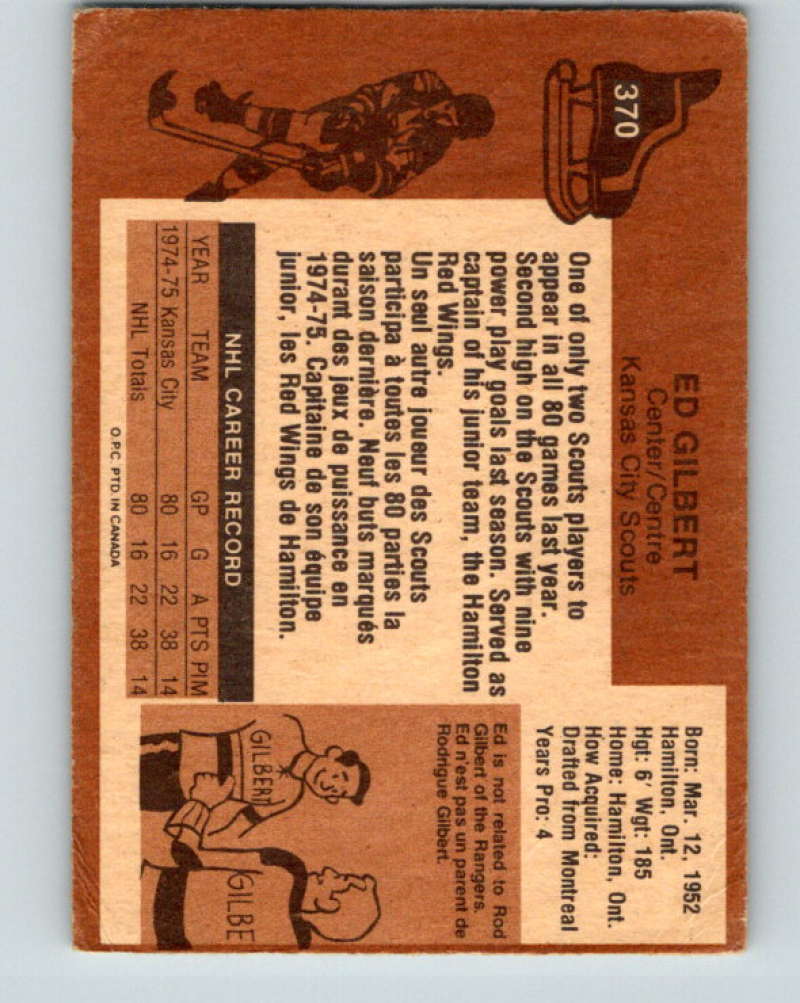 370
ED GILBERT
Center/Centre
Kansas City Scouts
Born: Mar. 12, 1952
Hamilton, Ont.
Hgt: 6' Wgt: 185
Home: Hamilton, Ont.
How Acquired:
Drafted from Montreal
Years Pro: 4
One of only two Scouts players to
appear in all 80 games last year.
Second high on the Scouts with nine
power play goals last season. Served as
captain of his junior team, the Hamilton
Red Wings.
Un seul autre joueur des Scouts
participa à toutes les 80 parties la
saison dernière. Neuf buts marqués
durant des jeux de puissance en
1974-75. Capitaine de son équipe
junior, les Red Wings de Hamilton.
NHL CAREER RECORD
YEAR TEAM GP G A PTS PIM
1974-75 Kansas City 80 16 22 38 14
NHL Totals 80 16 22 38 14
O.P.C. PTD. IN CANADA
Ed is not related to Rod
Gilbert of the Rangers.
Ed n'est pas un parent de
Rodrigue Gilbert.
GILBERT
GILBE